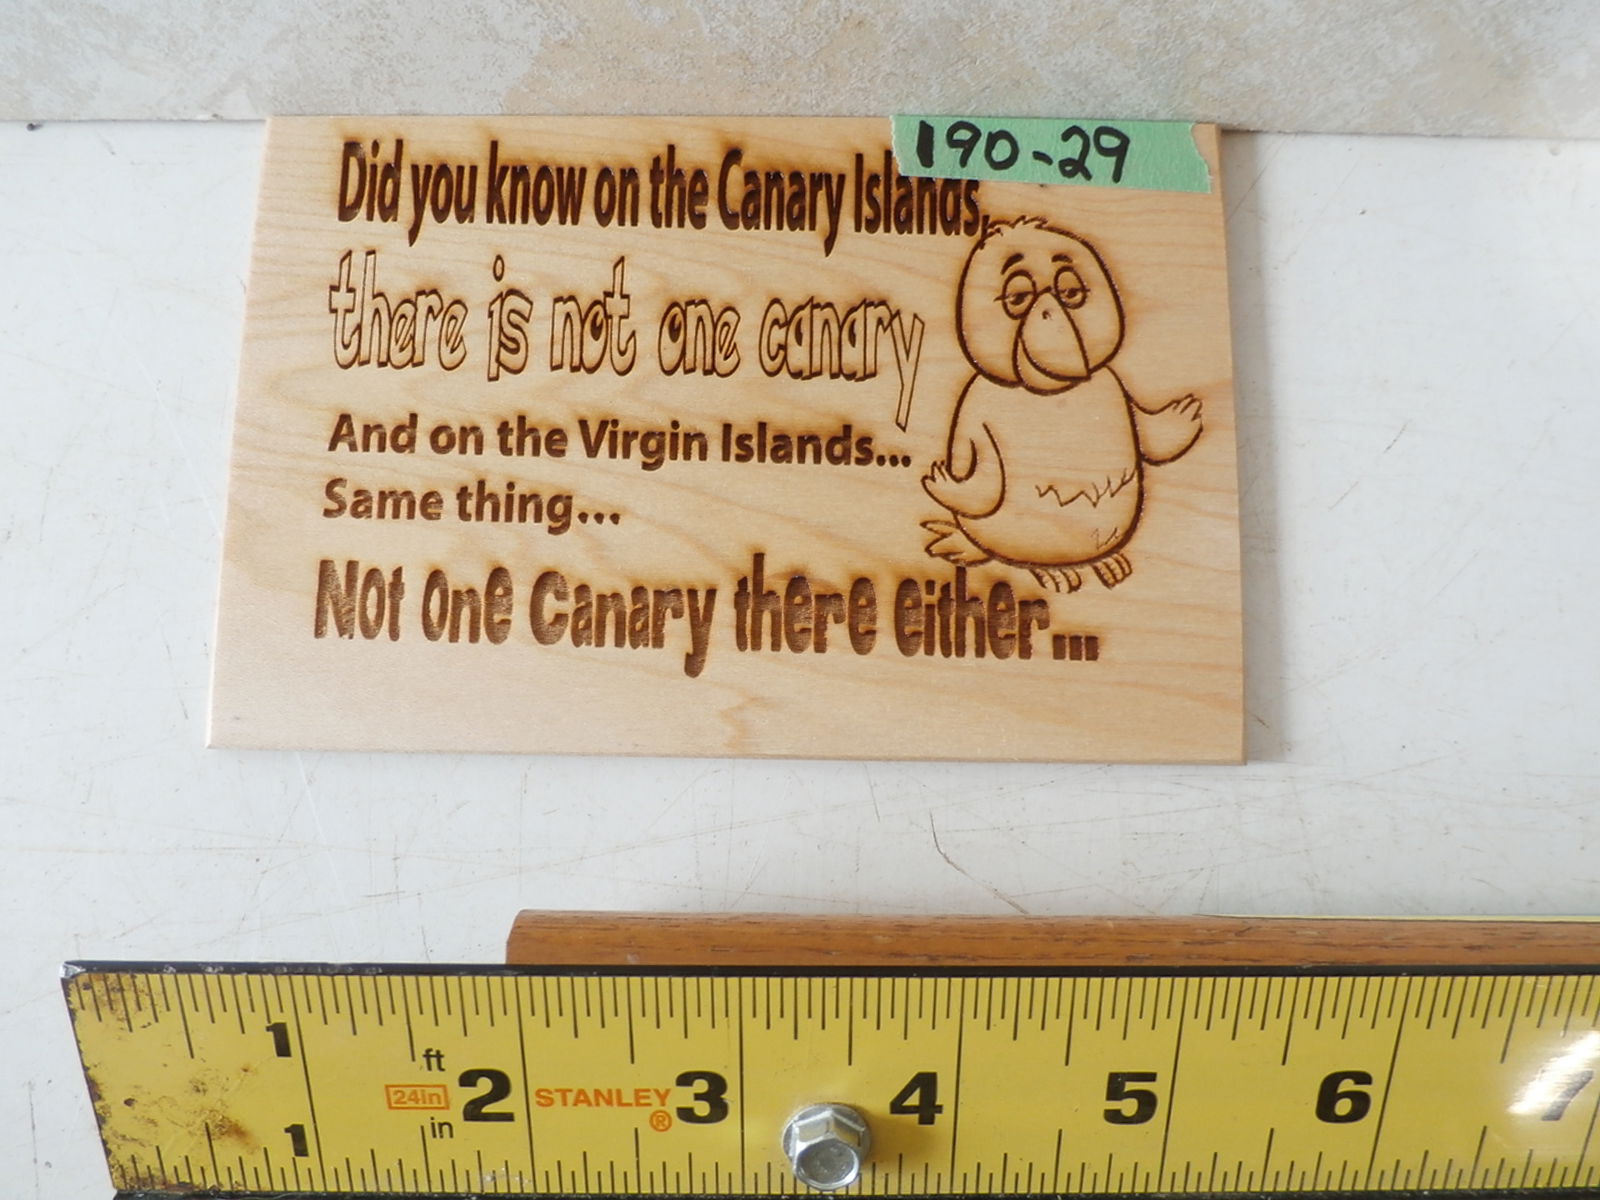 190-29
Did you know on the Canary Islands,
there is not one canary
And on the Virgin Islands...
Same thing...
Not one Canary there either...
1
ft
24in
in
2
STANLEY
®
3
4
5
6
7
1